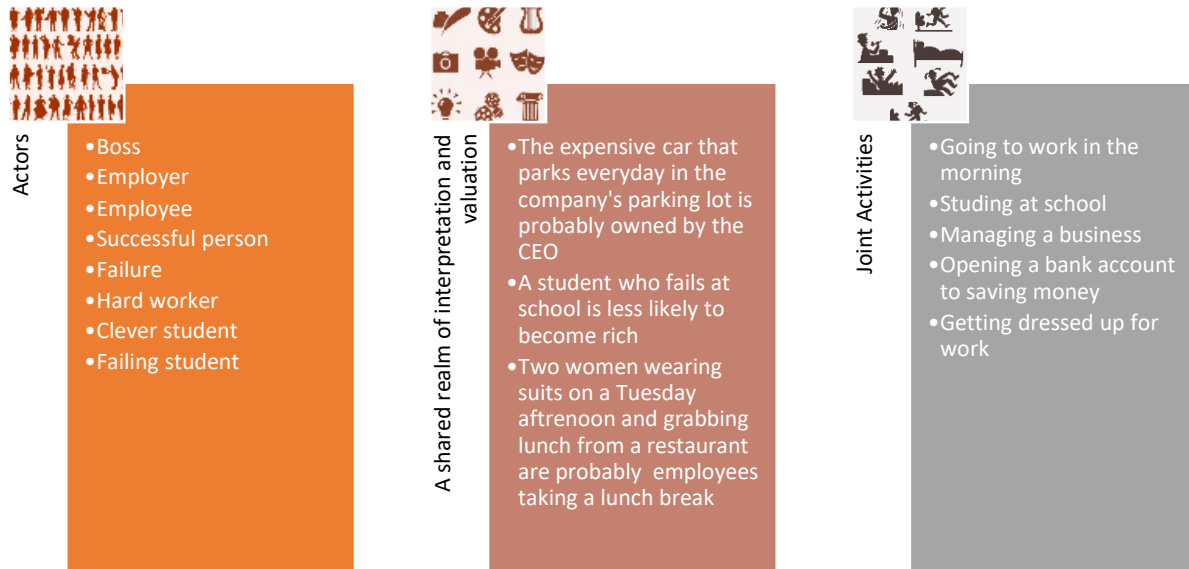 Actors
•Boss
•Employer
•Employee
•Successful person
•Failure
•Hard worker
•Clever student
•Failing student
A shared realm of interpretation and
valuation
•The expensive car that
parks everyday in the
company's parking lot is
probably owned by the
CEO
•A student who fails at
school is less likely to
become rich
•Two women wearing
suits on a Tuesday
aftrenoon and grabbing
lunch from a restaurant
are probably employees
taking a lunch break
Joint Activities
•Going to work in the
morning
•Studing at school
•Managing a business
•Opening a bank account
to saving money
•Getting dressed up for
work